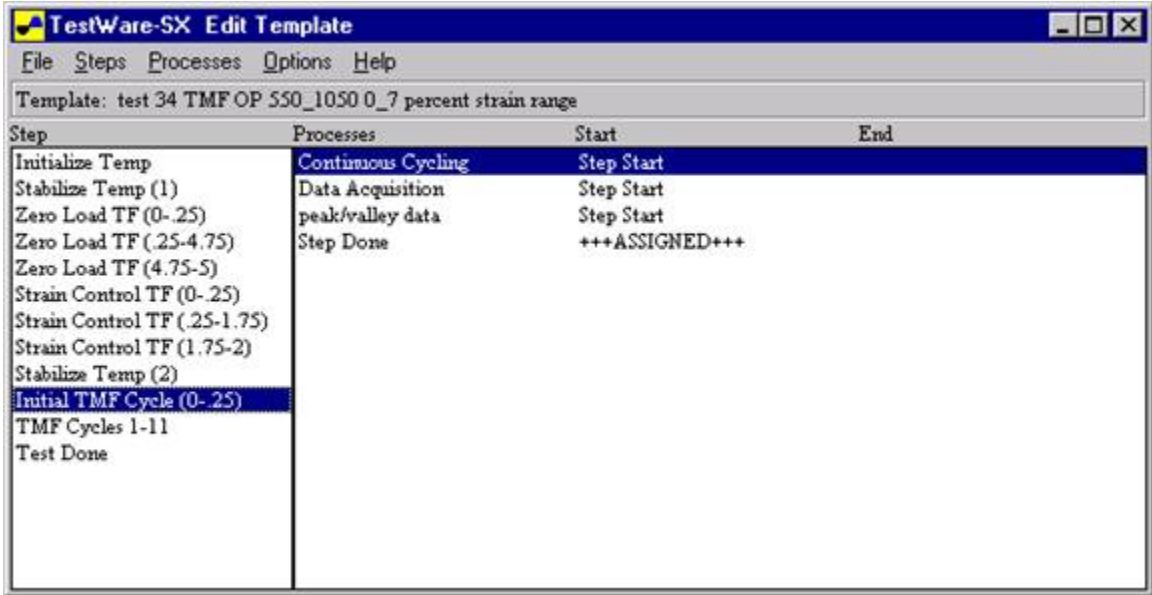 TestWare-SX Edit Template
File Steps Processes Options Help
Template: test 34 TMF OP 550_1050 0_7 percent strain range
Step Processes Start End
Initialize Temp Continuous Cycling Step Start
Stabilize Temp (1) Data Acquisition Step Start
Zero Load TF (0-.25) peak/valley data Step Start
Zero Load TF (.25-4.75) Step Done +++ASSIGNED+++
Zero Load TF (4.75-5)
Strain Control TF (0-.25)
Strain Control TF (.25-1.75)
Strain Control TF (1.75-2)
Stabilize Temp (2)
Initial TMF Cycle (0-.25)
TMF Cycles 1-11
Test Done